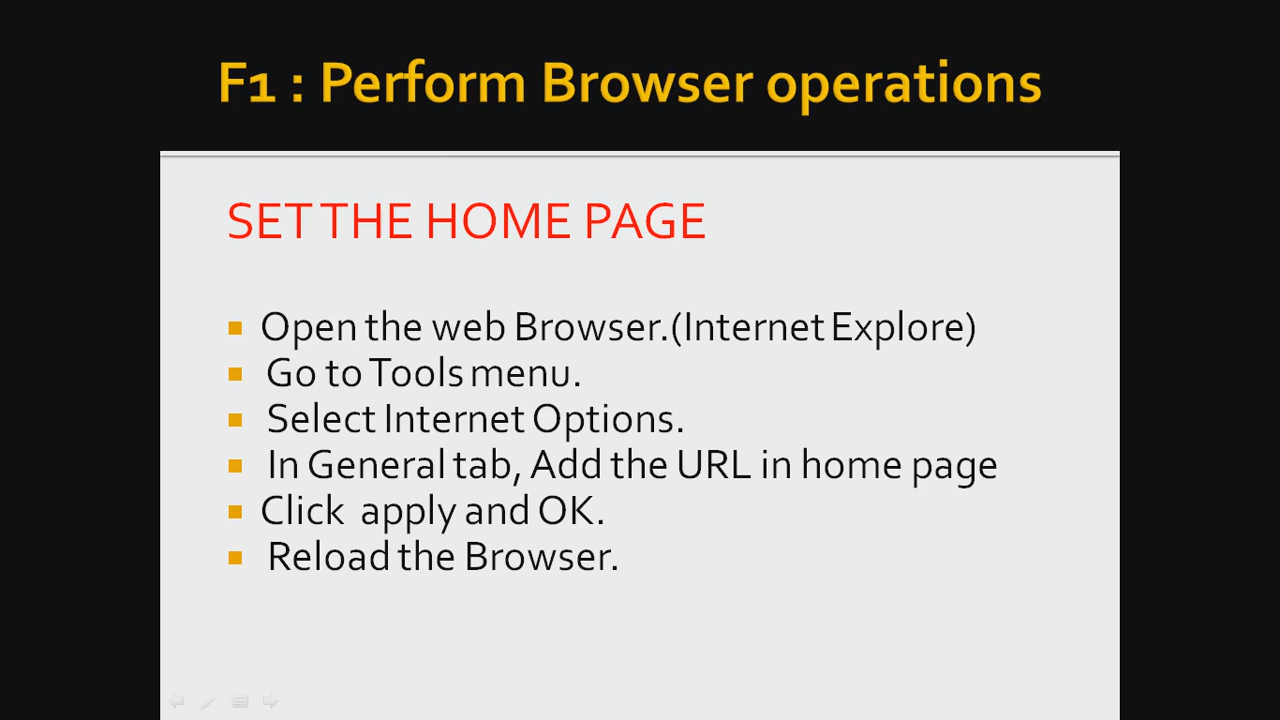 F1 : Perform Browser operations
SET THE HOME PAGE
Open the web Browser.(Internet Explore)
Go to Tools menu.
Select Internet Options.
In General tab, Add the URL in home page
Click apply and OK.
Reload the Browser.